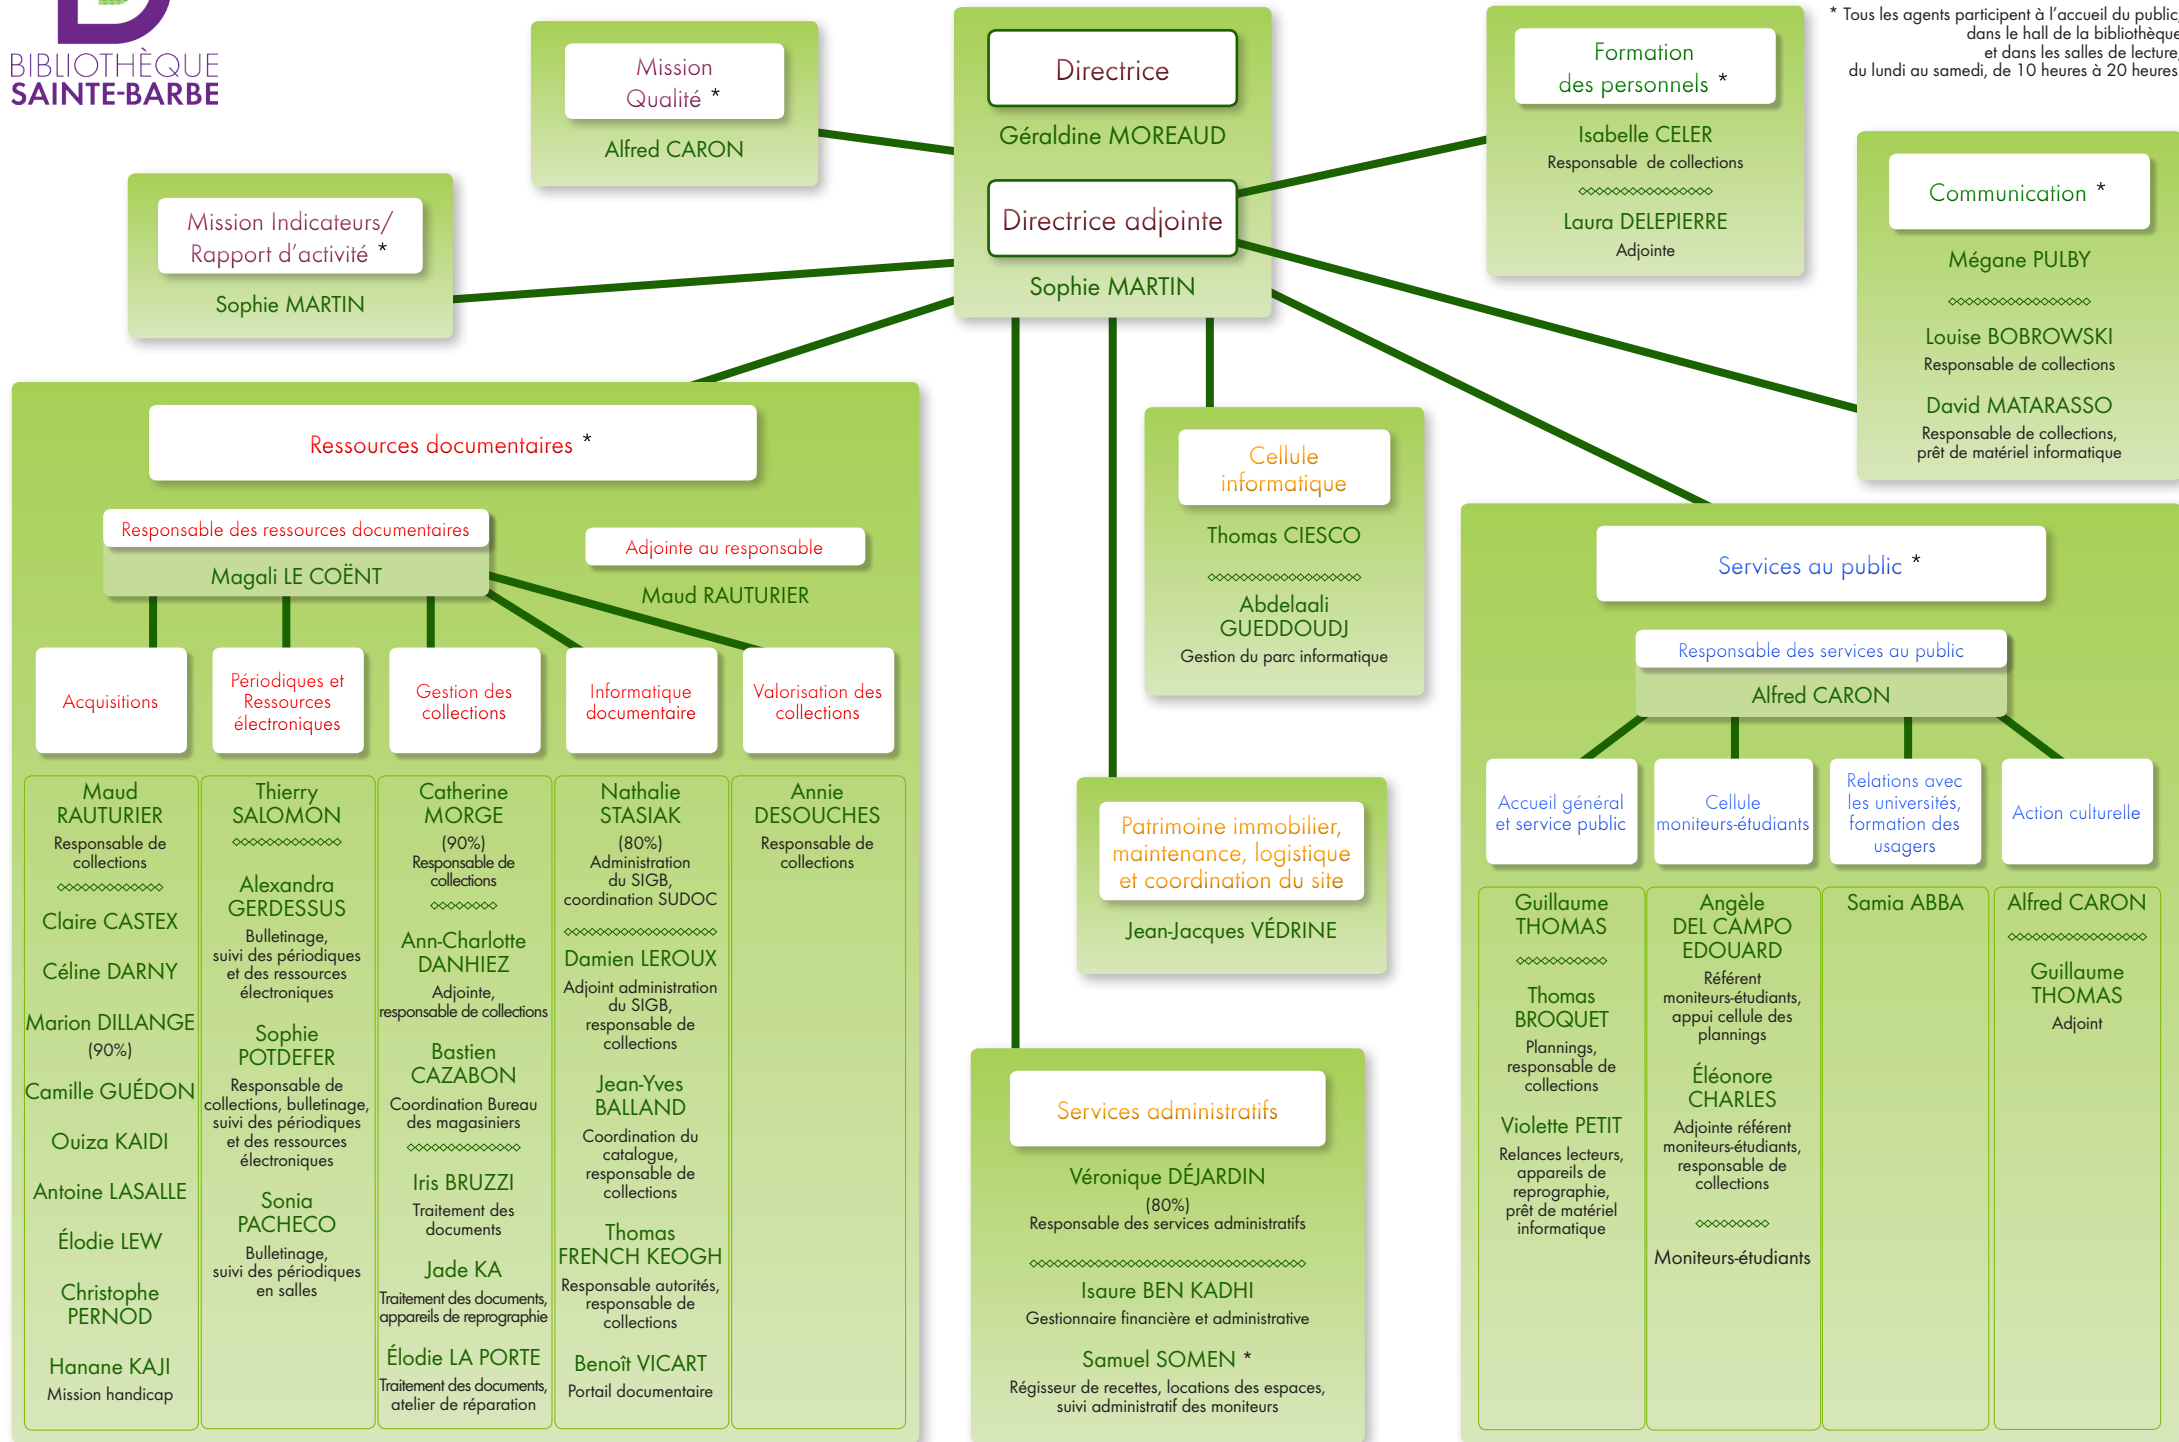 BIBLIOTHÈQUE
SAINTE-BARBE
Mission
Qualité *
Alfred CARON
Mission Indicateurs/
Rapport d'activité *
Sophie MARTIN
Directrice
Géraldine MOREAUD
Directrice adjointe
Sophie MARTIN
Formation
des personnels *
Isabelle CELER
Responsable de collections
Laura DELEPIERRE
Adjointe
* Tous les agents participent à l'accueil du public,
dans le hall de la bibliothèque
et dans les salles de lecture,
du lundi au samedi, de 10 heures à 20 heures
Communication *
Mégane PULBY
Louise BOBROWSKI
Responsable de collections
David MATARASSO
Responsable de collections,
prêt de matériel informatique
Ressources documentaires *
Responsable des ressources documentaires
Magali LE COËNT
Adjointe au responsable
Maud RAUTURIER
Acquisitions
Maud
RAUTURIER
Responsable de
collections
Claire CASTEX
Céline DARNY
Marion DILLANGE
(90%)
Camille GUÉDON
Ouiza KAIDI
Antoine LASALLE
Élodie LEW
Christophe
PERNOD
Hanane KAJI
Mission handicap
Périodiques et
Ressources
électroniques
Thierry
SALOMON
Alexandra
GERDESSUS
Bulletinage,
suivi des périodiques
et des ressources
électroniques
Sophie
POTDEFER
Responsable de
collections, bulletinage,
suivi des périodiques
et des ressources
électroniques
Sonia
PACHECO
Bulletinage,
suivi des périodiques
en salles
Gestion des
collections
Catherine
MORGE
(90%)
Responsable de
collections
Ann-Charlotte
DANHIEZ
Adjointe,
responsable de collections
Bastien
CAZABON
Coordination Bureau
des magasiniers
Iris BRUZZI
Traitement des
documents
Jade KA
Traitement des documents,
appareils de reprographie
Élodie LA PORTE
Traitement des documents,
atelier de réparation
Informatique
documentaire
Nathalie
STASIAK
(80%)
Administration
du SIGB,
coordination SUDOC
Damien LEROUX
Adjoint administration
du SIGB,
responsable de
collections
Jean-Yves
BALLAND
Coordination du
catalogue,
responsable de
collections
Thomas
FRENCH KEOGH
Responsable autorités,
responsable de
collections
Benoît VICART
Portail documentaire
Valorisation des
collections
Annie
DESOUCHES
Responsable de
collections
Cellule
informatique
Thomas CIESCO
Abdelaali
GUEDDOUDJ
Gestion du parc informatique
Patrimoine immobilier,
maintenance, logistique
et coordination du site
Jean-Jacques VÉDRINE
Services administratifs
Véronique DÉJARDIN
(80%)
Responsable des services administratifs
Isaure BEN KADHI
Gestionnaire financière et administrative
Samuel SOMEN *
Régisseur de recettes, locations des espaces,
suivi administratif des moniteurs
Services au public *
Responsable des services au public
Alfred CARON
Accueil général
et service public
Guillaume
THOMAS
Thomas
BROQUET
Plannings,
responsable de
collections
Violette PETIT
Relances lecteurs,
appareils de
reprographie,
prêt de matériel
informatique
Cellule
moniteurs-étudiants
Angèle
DEL CAMPO
EDOUARD
Référent
moniteurs-étudiants,
appui cellule des
plannings
Éléonore
CHARLES
Adjointe référent
moniteurs-étudiants,
responsable de
collections
Moniteurs-étudiants
Relations avec
les universités,
formation des
usagers
Samia ABBA
Action culturelle
Alfred CARON
Guillaume
THOMAS
Adjoint